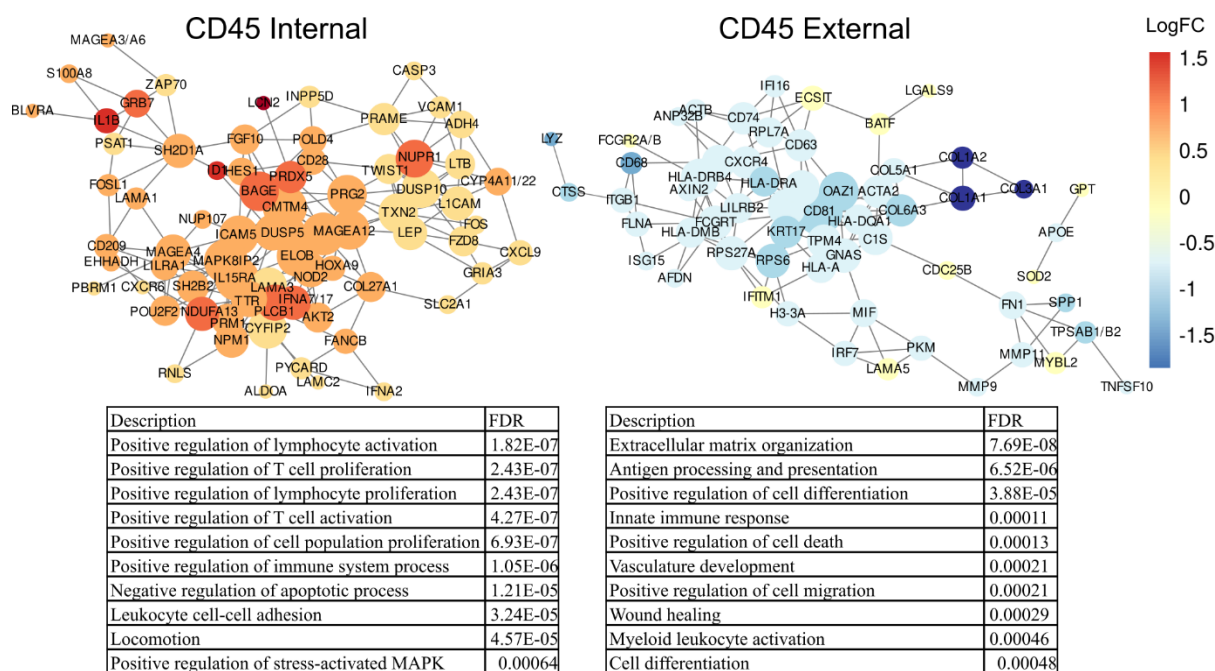 CD45 Internal
CD45 External
LogFC
1.5
1
0.5
0
-0.5
-1
-1.5
MAGEA3/A6
S100A8
ZAP70
BLVRA
GRB7
IL1B
LCN2
INPP5D
CASP3
PSAT1
SH2D1A
FGF10
POLD4
PRAME
VCAM1
ADH4
ID1
HES1
CD28
PRDX5
NUPR1
TWIST1
LTB
FOSL1
LAMA1
BAGE
PRG2
DUSP10
CYP4A11/22
CMTM4
TXN2
L1CAM
NUP107
ICAM5
DUSP5
MAGEA12
LEP
FOS
FZD8
CD209
MAGEA4
EHHADH
LILRA1
MAPK8IP2
ELOB
CXCL9
PBRM1
CXCR6
SH2B2
IL15RA
NOD2
HOXA9
GRIA3
LAMA3
COL27A1
POU2F2
NDUFA13
TTR
IFNA7/17
SLC2A1
PRM1
PLCB1
AKT2
NPM1
CYFIP2
FANCB
RNLS
PYCARD
LAMC2
ALDOA
IFNA2
IFI16
ACTB
ANP32B
CD74
ECSIT
LGALS9
BATF
RPL7A
LYZ
FCGR2A/B
CD63
CD68
CXCR4
HLA-DRB4
COL5A1
COL1A2
CTSS
ITGB1
AXIN2
HLA-DRA
OAZ1
ACTA2
COL1A1
COL3A1
GPT
LILRB2
CD81
COL6A3
FLNA
FCGRT
HLA-DQA1
HLA-DMB
KRT17
APOE
TPM4
C1S
ISG15
RPS27A
GNAS
AFDN
RPS6
HLA-A
CDC25B
SOD2
IFITM1
H3-3A
MIF
FN1
SPP1
TPSAB1/B2
IRF7
PKM
MMP11
MYBL2
LAMA5
MMP9
TNFSF10
Description FDR
Positive regulation of lymphocyte activation 1.82E-07
Positive regulation of T cell proliferation 2.43E-07
Positive regulation of lymphocyte proliferation 2.43E-07
Positive regulation of T cell activation 4.27E-07
Positive regulation of cell population proliferation 6.93E-07
Positive regulation of immune system process 1.05E-06
Negative regulation of apoptotic process 1.21E-05
Leukocyte cell-cell adhesion 3.24E-05
Locomotion 4.57E-05
Positive regulation of stress-activated MAPK 0.00064
Description FDR
Extracellular matrix organization 7.69E-08
Antigen processing and presentation 6.52E-06
Positive regulation of cell differentiation 3.88E-05
Innate immune response 0.00011
Positive regulation of cell death 0.00013
Vasculature development 0.00021
Positive regulation of cell migration 0.00021
Wound healing 0.00029
Myeloid leukocyte activation 0.00046
Cell differentiation 0.00048